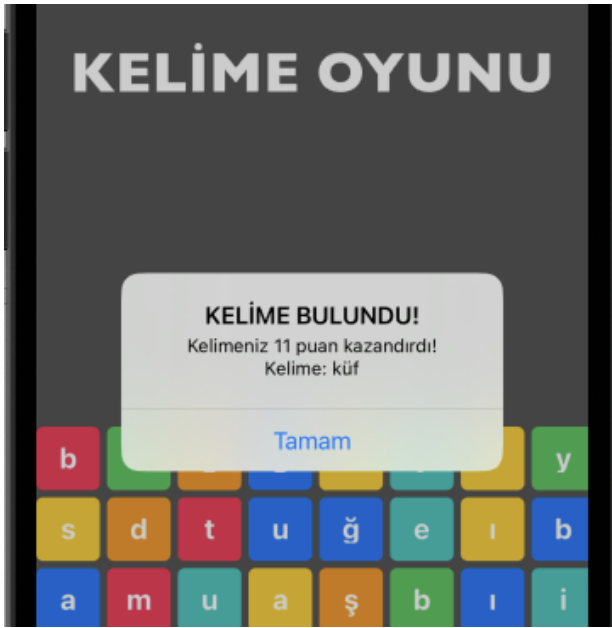 KELİME OYUNU
KELİME BULUNDU!
Kelimeniz 11 puan kazandırdı!
Kelime: küf
Tamam
b y
s d t u ğ e ı b
a m u a ş b ı i